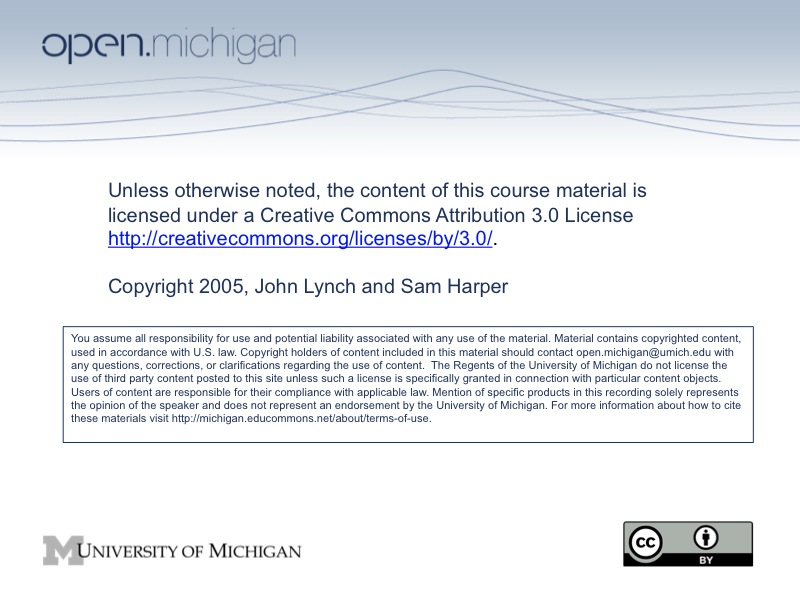 open.michigan
Unless otherwise noted, the content of this course material is
licensed under a Creative Commons Attribution 3.0 License
http://creativecommons.org/licenses/by/3.0/.
Copyright 2005, John Lynch and Sam Harper
You assume all responsibility for use and potential liability associated with any use of the material. Material contains copyrighted content,
used in accordance with U.S. law. Copyright holders of content included in this material should contact open.michigan@umich.edu with
any questions, corrections, or clarifications regarding the use of content.  The Regents of the University of Michigan do not license the
use of third party content posted to this site unless such a license is specifically granted in connection with particular content objects.
Users of content are responsible for their compliance with applicable law. Mention of specific products in this recording solely represents
the opinion of the speaker and does not represent an endorsement by the University of Michigan. For more information about how to cite
these materials visit http://michigan.educommons.net/about/terms-of-use.
M UNIVERSITY OF MICHIGAN
cc
BY